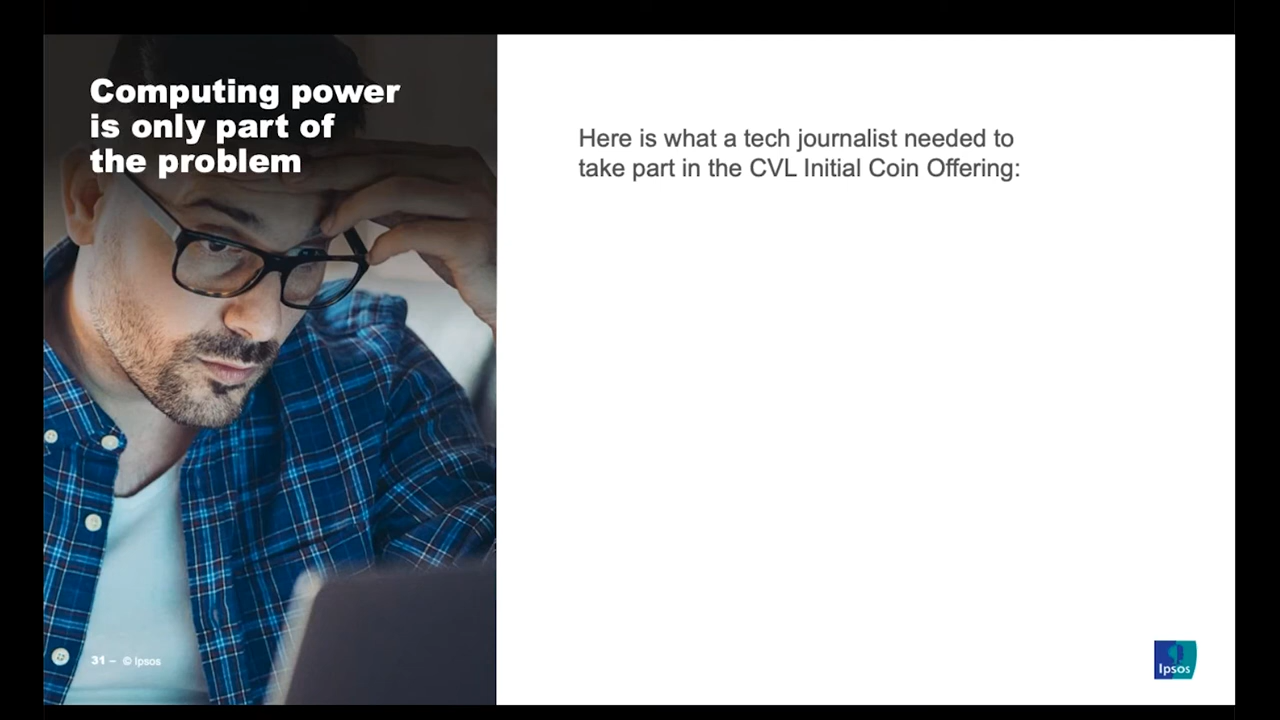 Computing power
is only part of
the problem
Here is what a tech journalist needed to
take part in the CVL Initial Coin Offering:
31 – © Ipsos
Ipsos